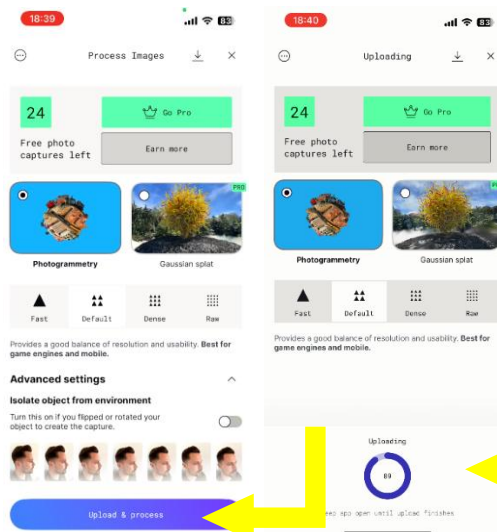 18:39
83
Process Images
24
Go Pro
Free photo
captures left
Earn more
PRO
Photogrammetry
Gaussian splat
Fast
Default
Dense
Raw
Provides a good balance of resolution and usability. Best for
game engines and mobile.
Advanced settings
Isolate object from environment
Turn this on if you flipped or rotated your
object to create the capture.
Upload & process
18:40
83
Uploading
24
Go Pro
Free photo
captures left
Earn more
Photogrammetry
Gaussian splat
Fast
Default
Dense
Raw
Provides a good balance of resolution and usability. Best for
game engines and mobile.
Uploading
89
app open until upload finishes